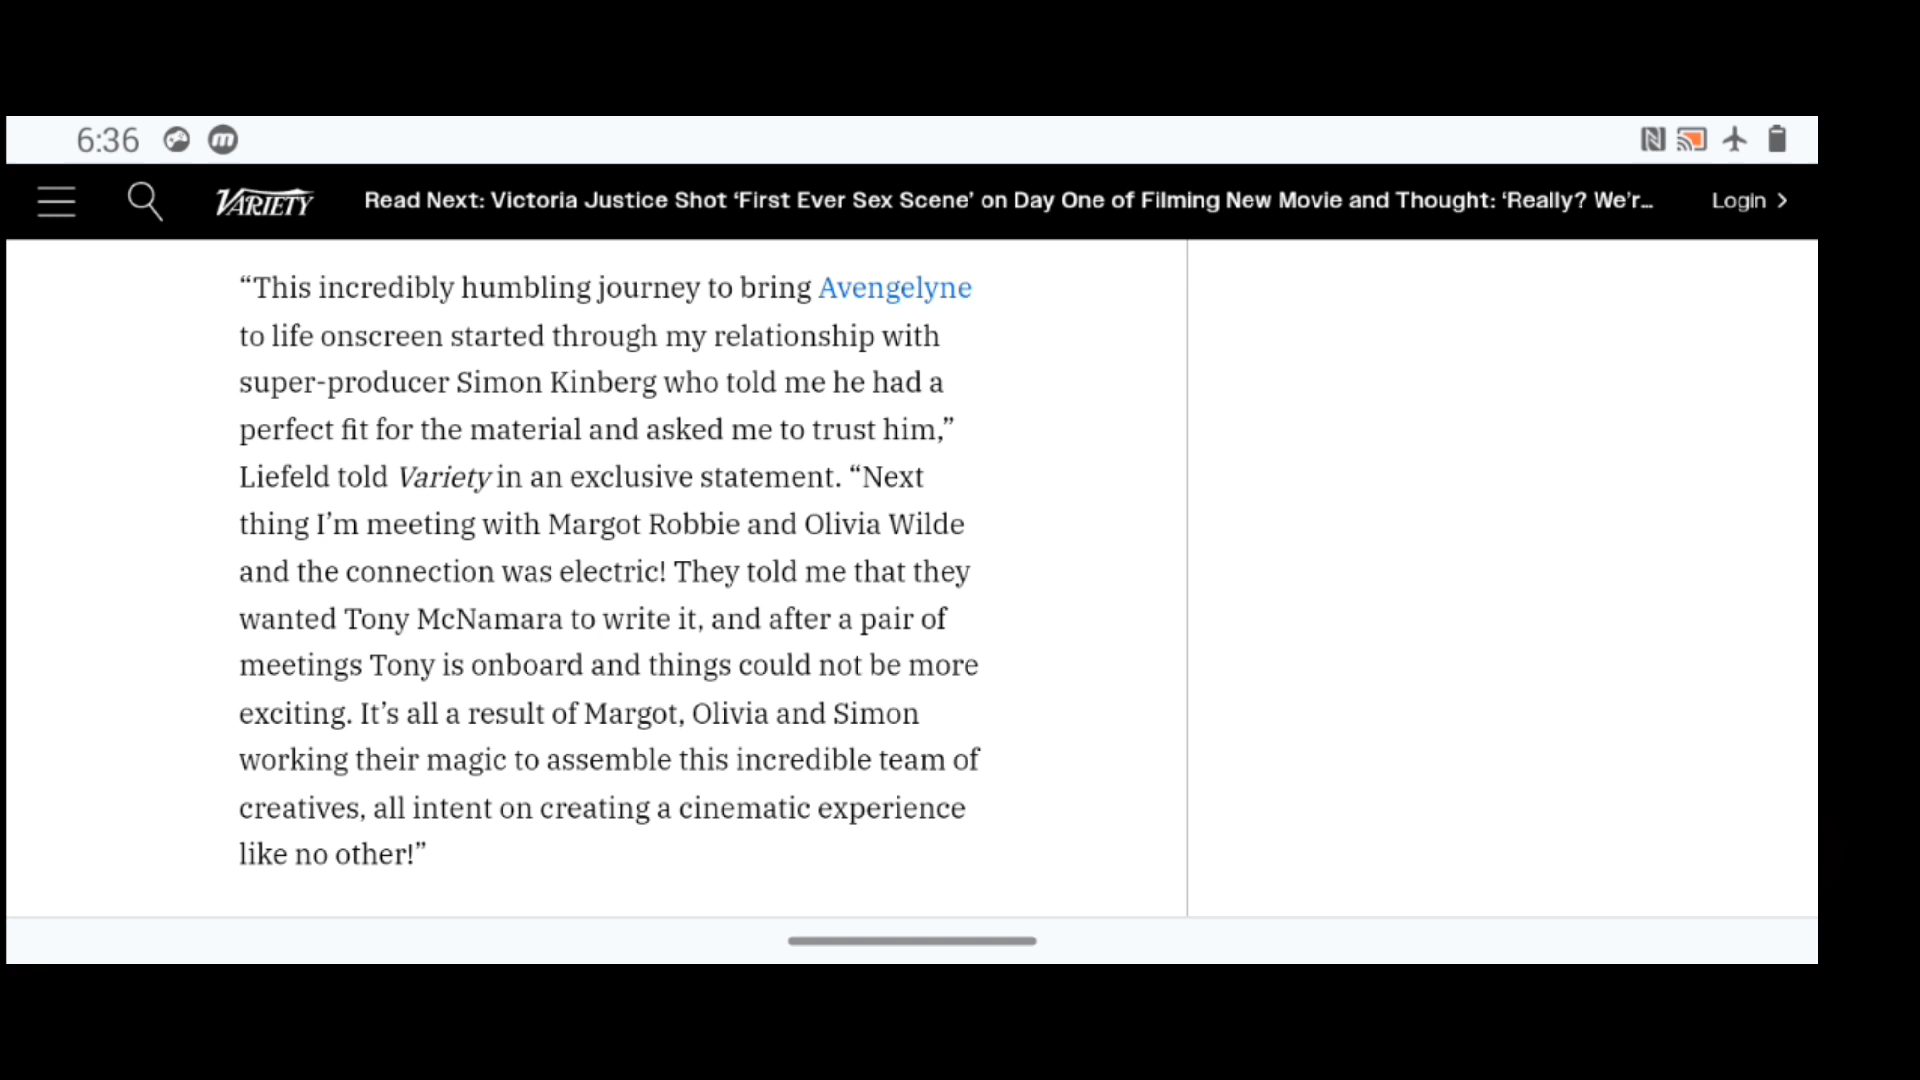 6:36
VARIETY
Read Next: Victoria Justice Shot ‘First Ever Sex Scene’ on Day One of Filming New Movie and Thought: ‘Really? We’r...
Login >
“This incredibly humbling journey to bring Avengelyne
to life onscreen started through my relationship with
super-producer Simon Kinberg who told me he had a
perfect fit for the material and asked me to trust him,”
Liefeld told Variety in an exclusive statement. “Next
thing I’m meeting with Margot Robbie and Olivia Wilde
and the connection was electric! They told me that they
wanted Tony McNamara to write it, and after a pair of
meetings Tony is onboard and things could not be more
exciting. It’s all a result of Margot, Olivia and Simon
working their magic to assemble this incredible team of
creatives, all intent on creating a cinematic experience
like no other!”